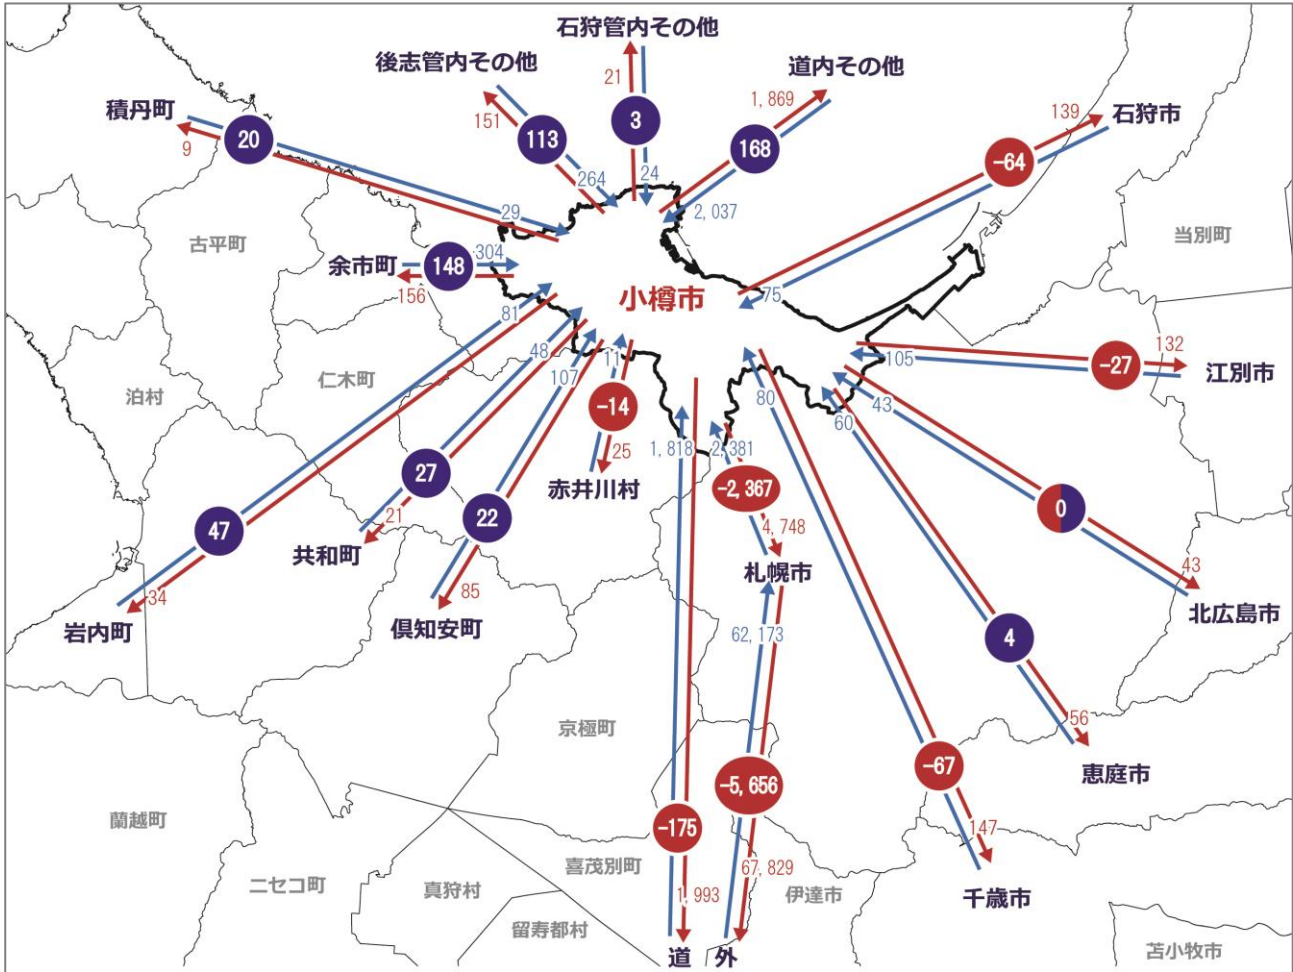 石狩管内その他
後志管内その他
道内その他
積丹町
石狩市
21
3
24
151
113
264
1,869
168
2,037
139
-64
75
9
20
29
古平町
当別町
余市町
148
304
156
小樽市
81
48
107
11
-14
25
赤井川村
仁木町
泊村
132
-27
105
江別市
43
0
43
北広島市
60
4
56
恵庭市
80
-67
147
千歳市
1,818
2,381
-2,367
4,748
札幌市
47
34
岩内町
27
21
共和町
22
85
倶知安町
62,173
-5,656
67,829
-175
1,993
道 外
京極町
蘭越町
ニセコ町
真狩村
喜茂別町
留寿都村
伊達市
苫小牧市